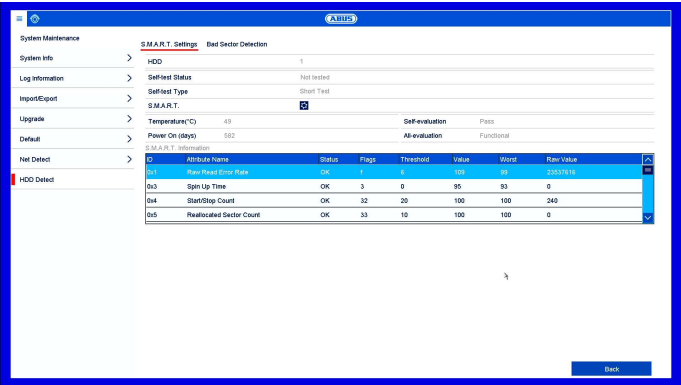 ABUS
System Maintenance
System Info
Log Information
Import/Export
Upgrade
Default
Net Detect
HDD Detect
S.M.A.R.T. Settings Bad Sector Detection
HDD 1
Self-test Status Not tested
Self-test Type Short Test
S.M.A.R.T.
Temperature(°C) 49 Self-evaluation Pass
Power On (days) 562 All-evaluation Functional
S.M.A.R.T. Information
ID Attribute Name Status Flags Threshold Value Worst Raw Value
0x1 Raw Read Error Rate OK f 6 109 99 23537616
0x3 Spin Up Time OK 3 0 95 93 0
0x4 Start/Stop Count OK 32 20 100 100 240
0x5 Reallocated Sector Count OK 33 10 100 100 0
Back